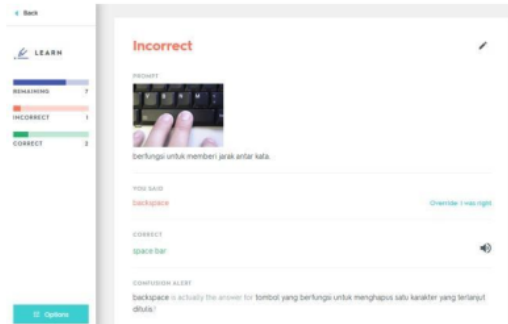 Back
LEARN
REMAINING 7
INCORRECT 1
CORRECT 2
Options
Incorrect
PROMPT
V B N M
berfungsi untuk memberi jarak antar kata.
YOU SAID
backspace
Override: I was right
CORRECT
space bar
CONFUSION ALERT
backspace is actually the answer for tombol yang berfungsi untuk menghapus satu karakter yang terlanjut
ditulis!